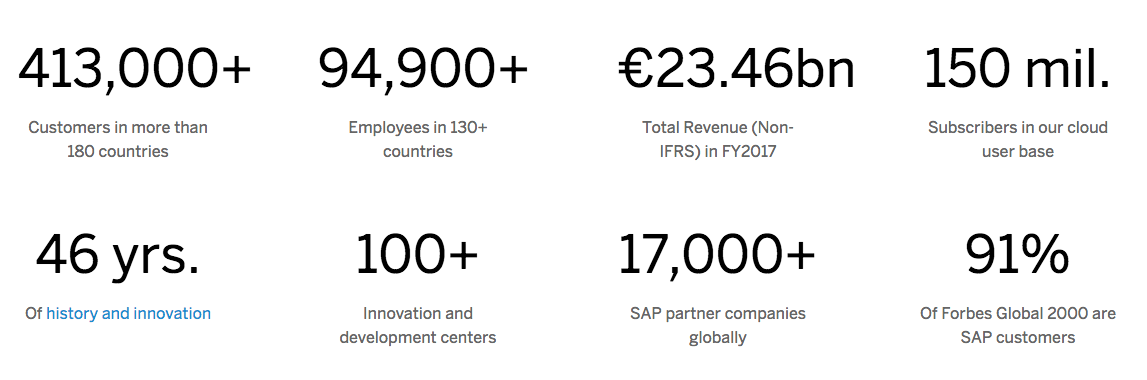 413,000+
94,900+
€23.46bn
150 mil.
Customers in more than
180 countries
Employees in 130+
countries
Total Revenue (Non-
IFRS) in FY2017
Subscribers in our cloud
user base
46 yrs.
100+
17,000+
91%
Of history and innovation
Innovation and
development centers
SAP partner companies
globally
Of Forbes Global 2000 are
SAP customers